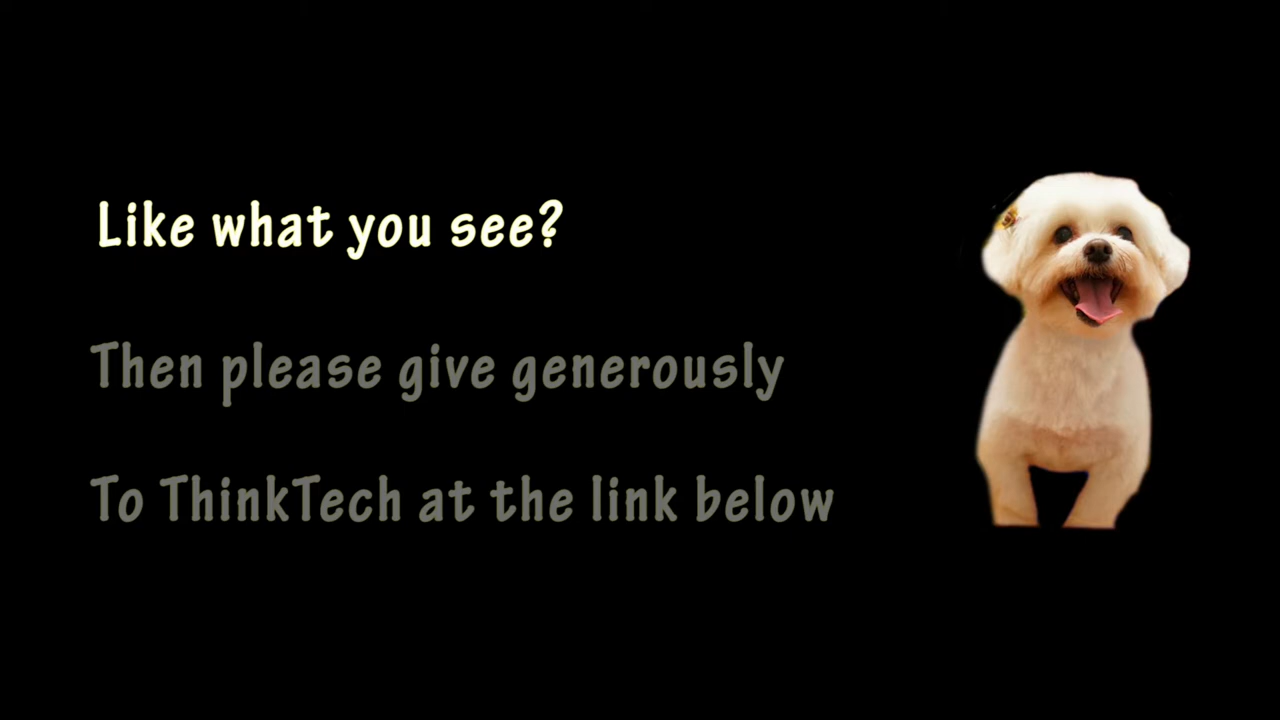 Like what you see?
Then please give generously
To ThinkTech at the link below